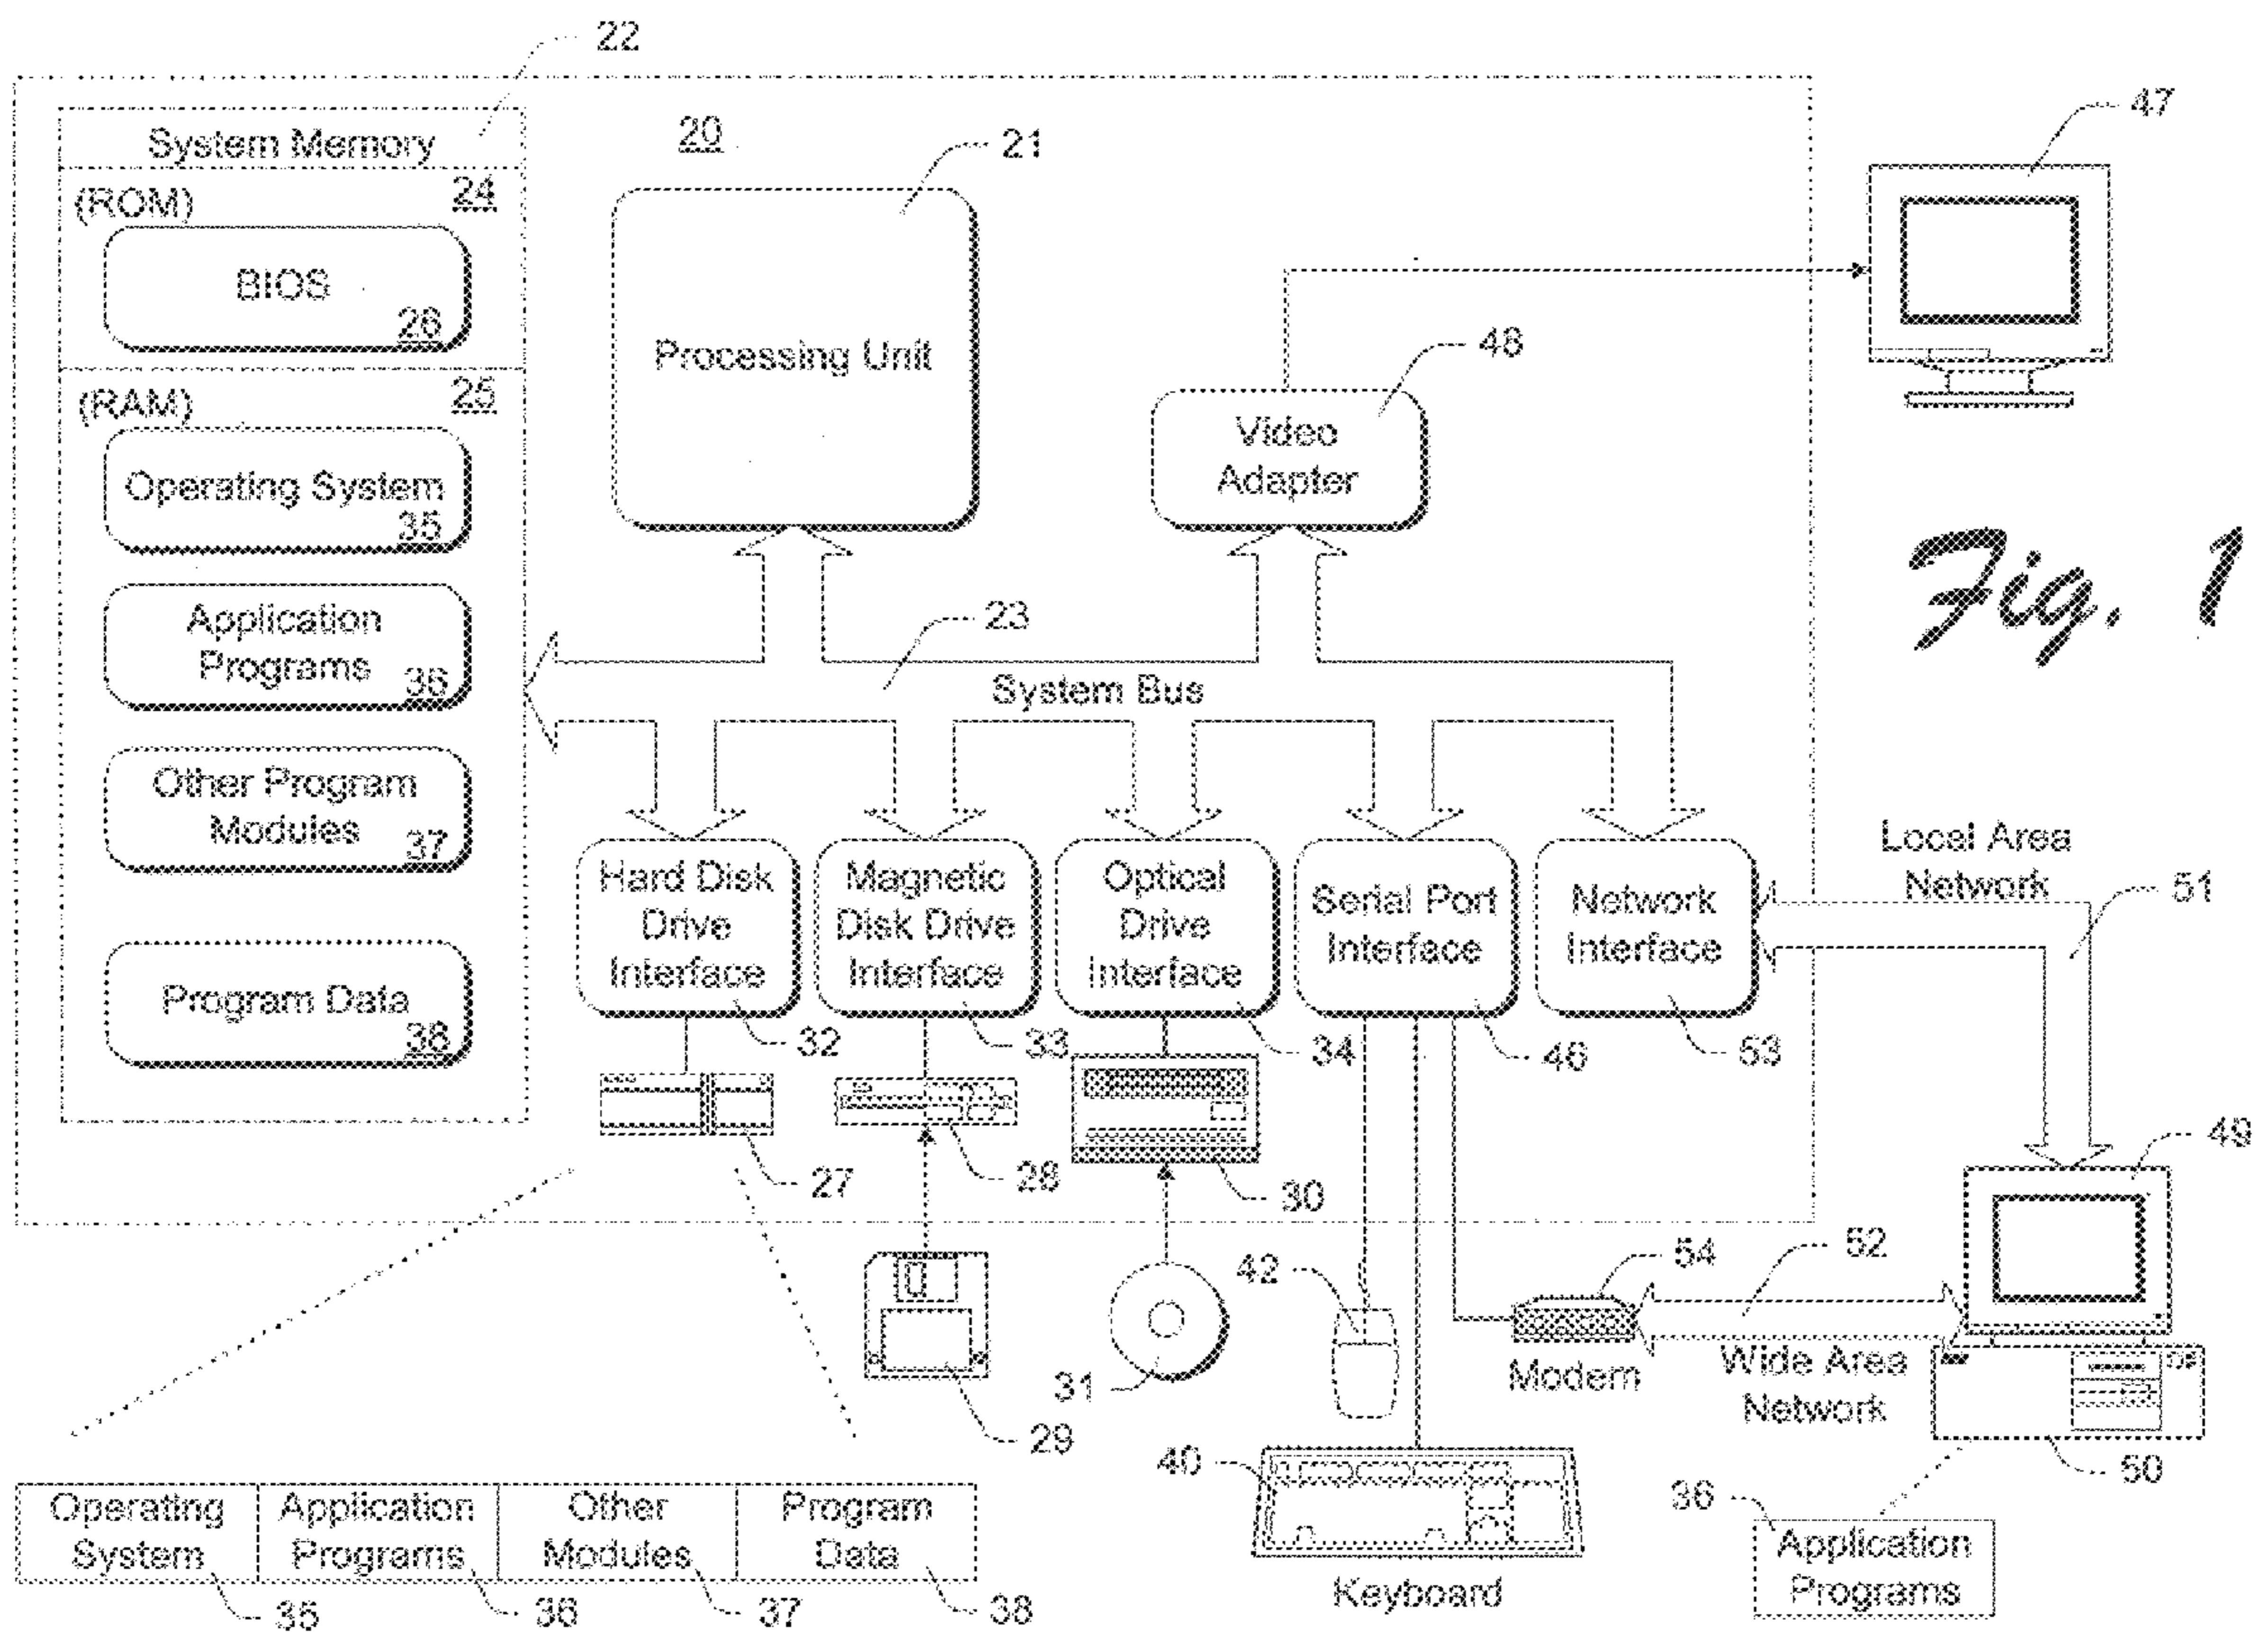 22
System Memory
(ROM)
24
BIOS
26
(RAM)
25
Operating System
35
Application
Programs
36
Other Program
Modules
37
Program Data
38
20
21
Processing Unit
48
Video
Adapter
47
Fig. 1
23
System Bus
Hard Disk
Drive
Interface
32
Magnetic
Disk Drive
Interface
33
Optical
Drive
Interface
34
Serial Port
Interface
46
Network
Interface
53
Local Area
Network
51
27
28
30
49
29
31
42
54
52
Modem
Wide Area
Network
50
40
Keyboard
36
Application
Programs
Operating
System
35
Application
Programs
36
Other
Modules
37
Program
Data
38